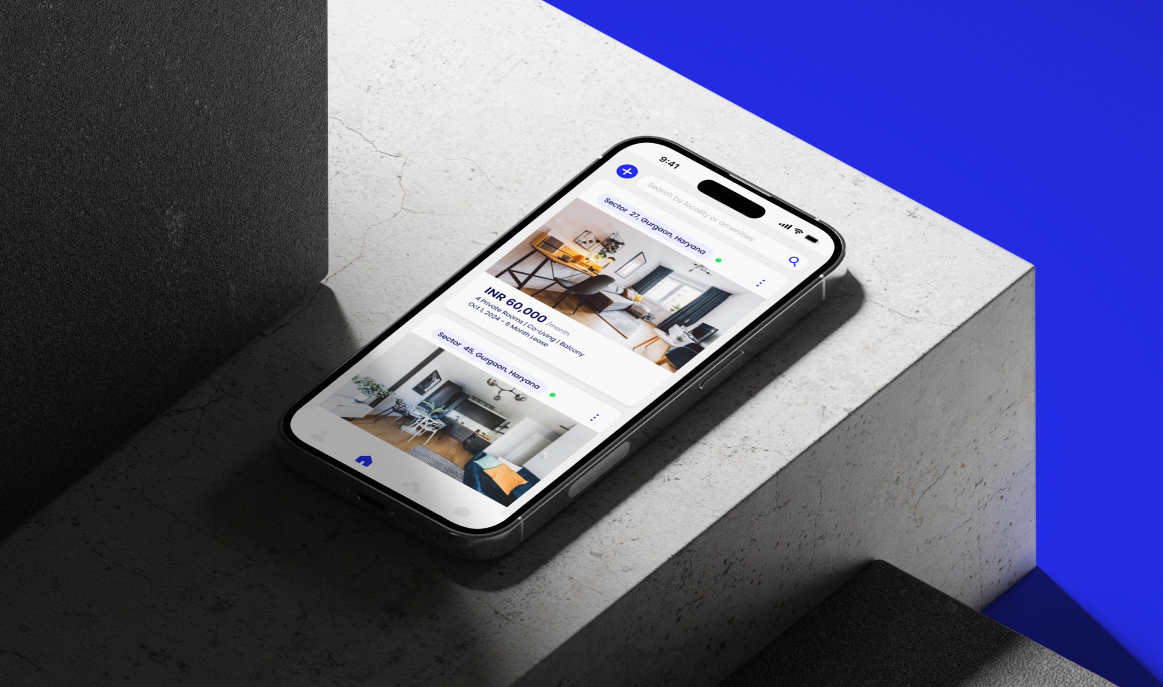 9:41
Search by locality or amenities
Sector 27, Gurgaon, Haryana
INR 60,000 /month
4 Private Rooms | Co-Living | Balcony
Oct 1, 2024 - 6 Month Lease
Sector 45, Gurgaon, Haryana